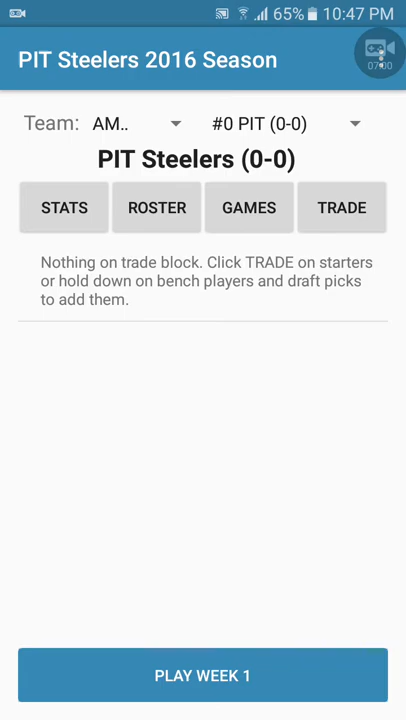 65% 10:47 PM
PIT Steelers 2016 Season
07:00
Team: AM.. #0 PIT (0-0)
PIT Steelers (0-0)
STATS ROSTER GAMES TRADE
Nothing on trade block. Click TRADE on starters
or hold down on bench players and draft picks
to add them.
PLAY WEEK 1